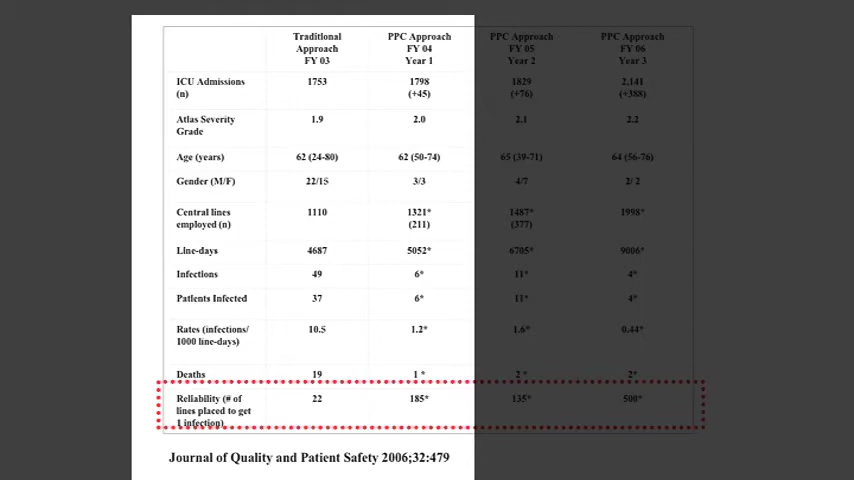 Traditional Approach FY 03 PPC Approach FY 04 Year 1 PPC Approach FY 05 Year 2 PPC Approach FY 06 Year 3
ICU Admissions (n) 1753 1798 (+45) 1829 (+76) 2,141 (+388)
Atlas Severity Grade 1.9 2.0 2.1 2.2
Age (years) 62 (24-80) 62 (50-74) 65 (39-71) 64 (56-76)
Gender (M/F) 22/15 3/3 4/7 2/ 2
Central lines employed (n) 1110 1321* (211) 1487* (377) 1998*
Line-days 4687 5052* 6705* 9006*
Infections 49 6* 11* 4*
Patients Infected 37 6* 11* 4*
Rates (infections/ 1000 line-days) 10.5 1.2* 1.6* 0.44*
Deaths 19 1 * 2 * 2*
Reliability (# of lines placed to get 1 infection) 22 185* 135* 500*
Journal of Quality and Patient Safety 2006;32:479